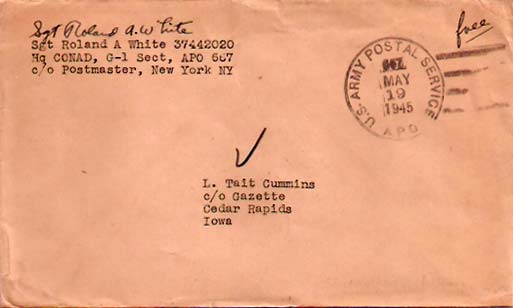 Sgt Roland A. White
free
Sgt Roland A White 37442020
Hq CONAD, G-1 Sect, APO 667
c/o Postmaster, New York NY
U.S. ARMY POSTAL SERVICE
667
MAY
19
1945
APO
L. Tait Cummins
c/o Gazette
Cedar Rapids
Iowa